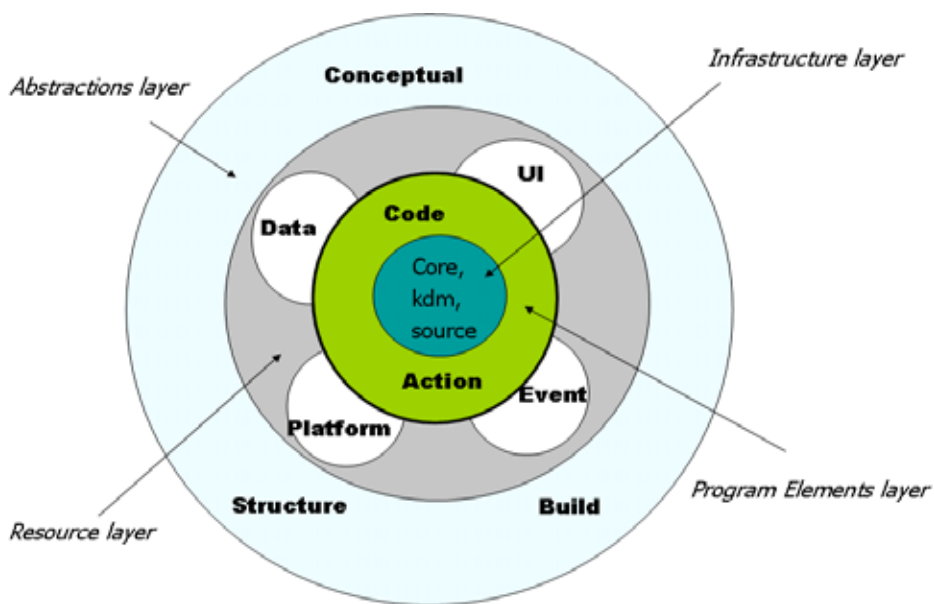 Conceptual
Infrastructure layer
Abstractions layer
UI
Data
Code
Core,
kdm,
source
Action
Event
Platform
Program Elements layer
Structure
Build
Resource layer